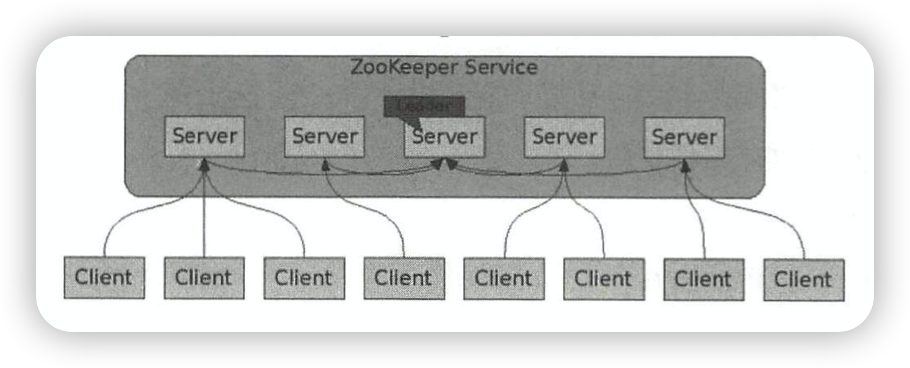 ZooKeeper Service
Leader
Server Server Server Server Server
Client Client Client Client Client Client Client Client